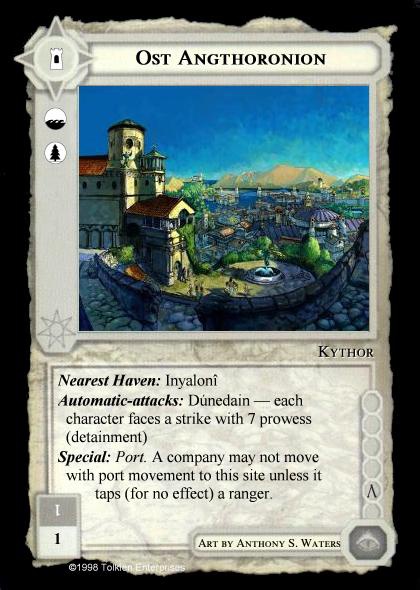 OST ANGTHORONION
KYTHOR
Nearest Haven: Inyalonî
Automatic-attacks: Dúnedain — each
character faces a strike with 7 prowess
(detainment)
Special: Port. A company may not move
with port movement to this site unless it
taps (for no effect) a ranger.
1
1
ART BY ANTHONY S. WATERS
©1998 Tolkien Enterprises